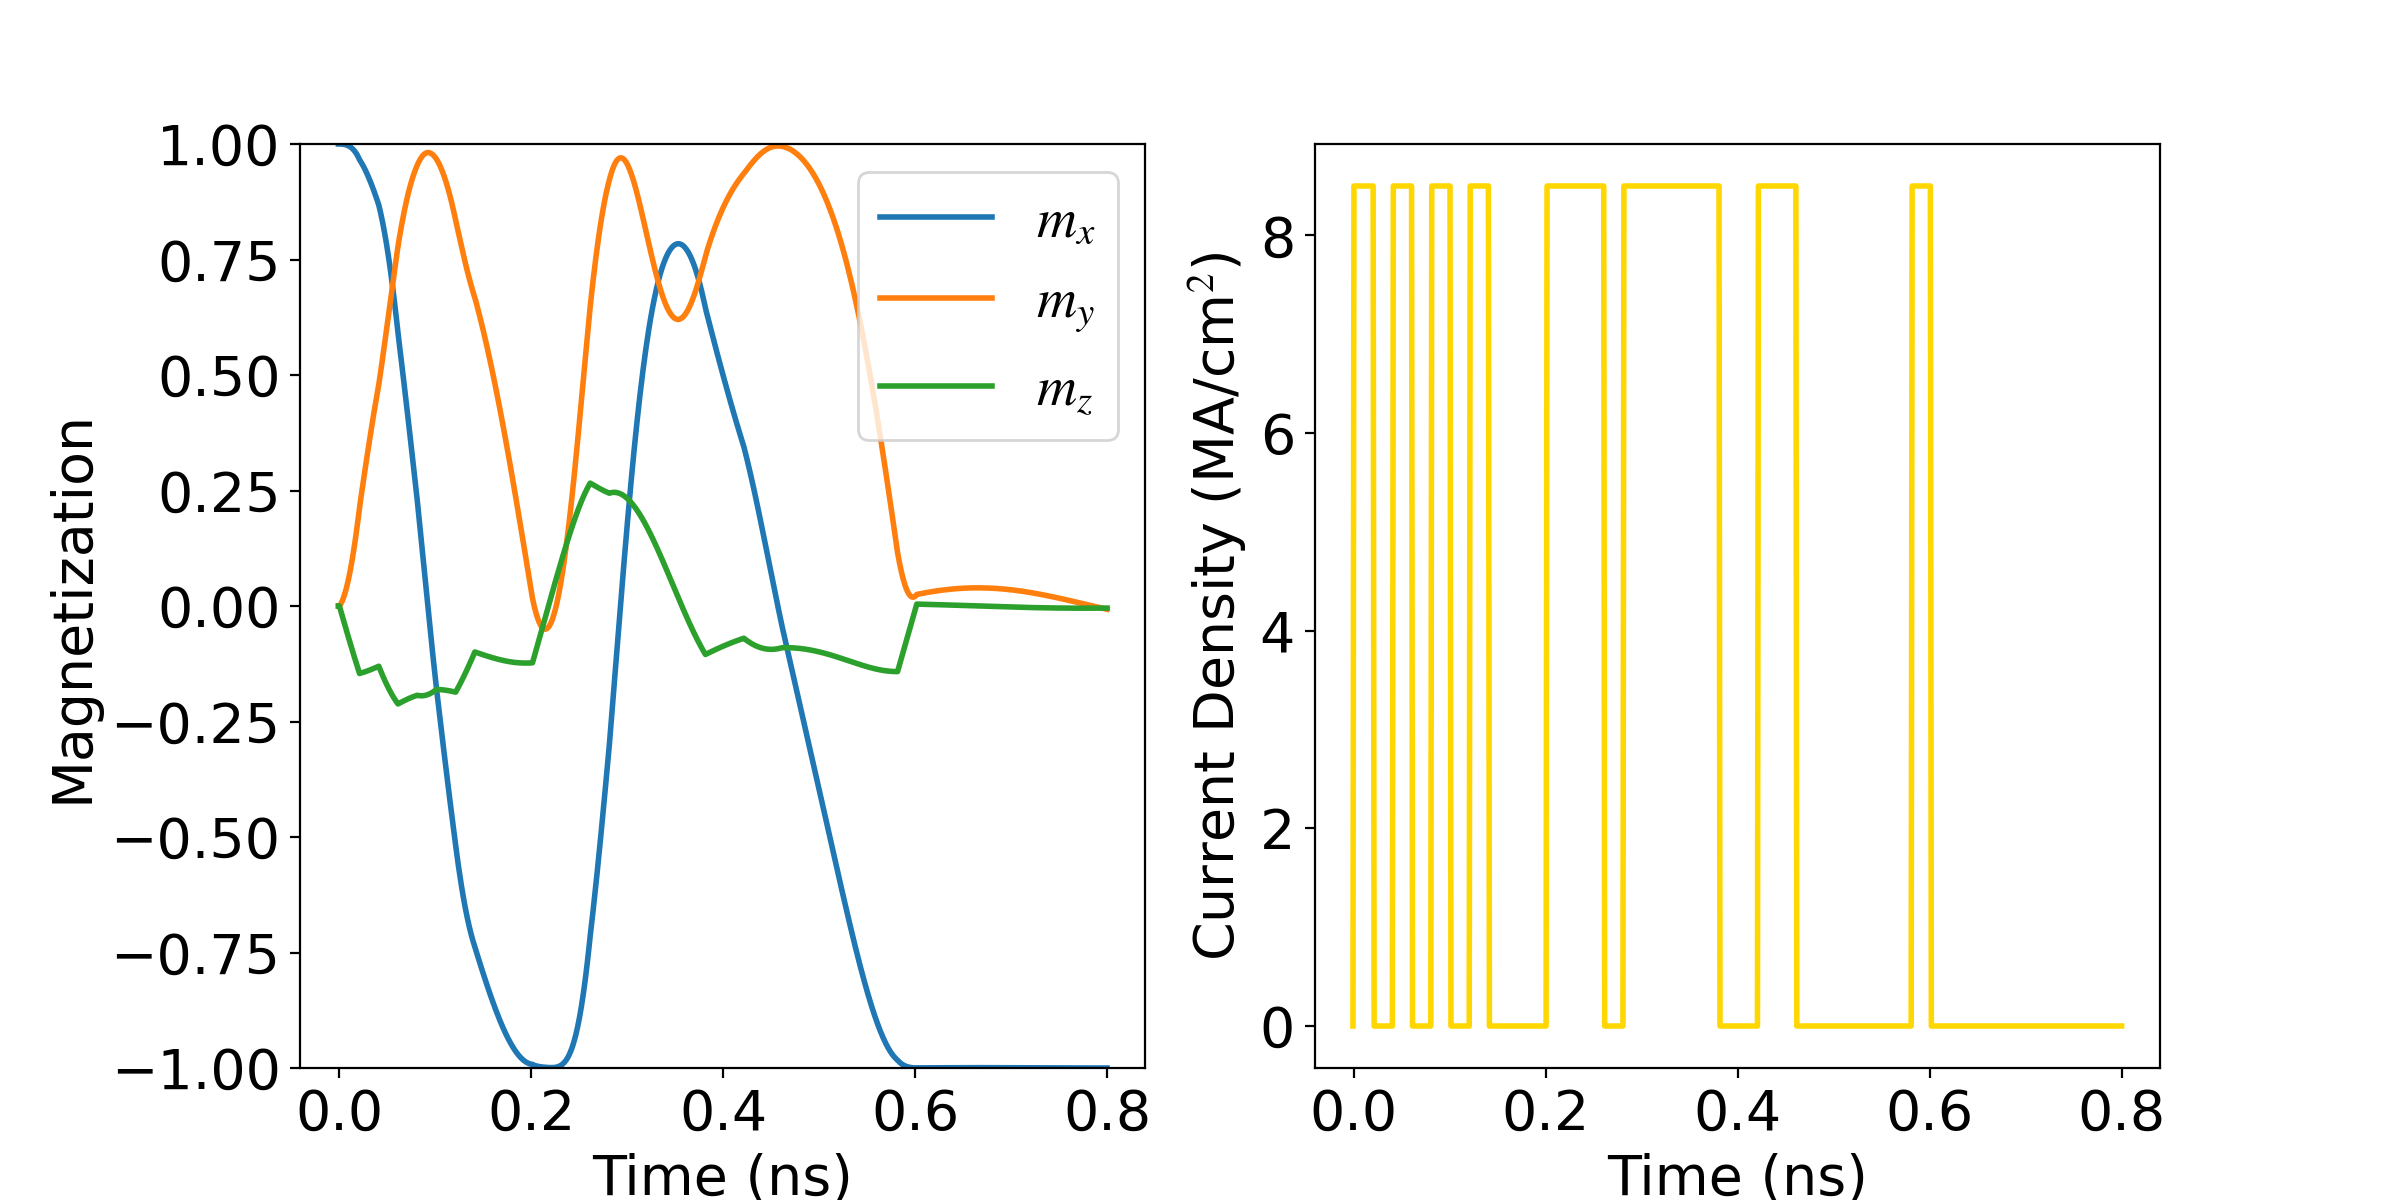 Magnetization
1.00
0.75
0.50
0.25
0.00
−0.25
−0.50
−0.75
−1.00
0.0 0.2 0.4 0.6 0.8
Time (ns)
m_x
m_y
m_z
Current Density (MA/cm²)
8
6
4
2
0
0.0 0.2 0.4 0.6 0.8
Time (ns)